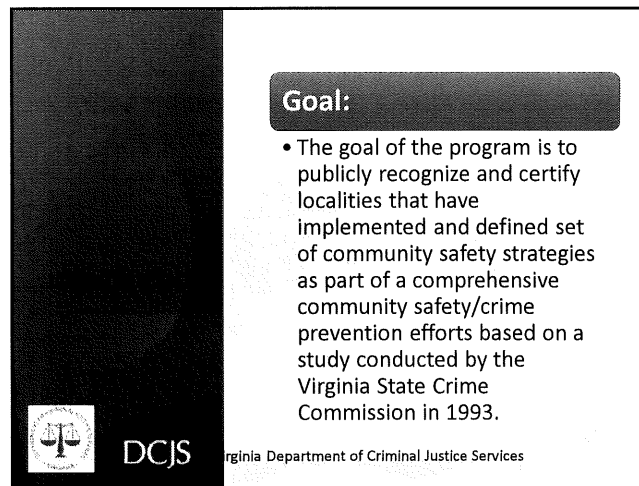 Goal:
• The goal of the program is to
publicly recognize and certify
localities that have
implemented and defined set
of community safety strategies
as part of a comprehensive
community safety/crime
prevention efforts based on a
study conducted by the
Virginia State Crime
Commission in 1993.
DCJS
rginia Department of Criminal Justice Services